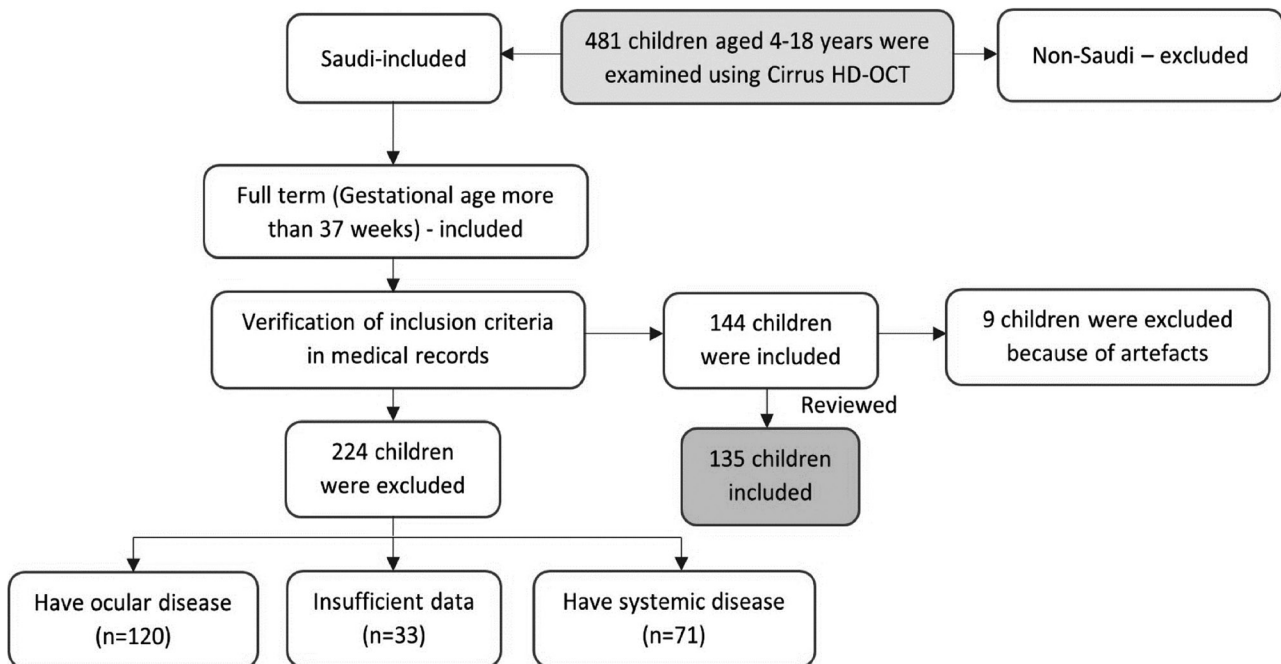 Saudi-included
481 children aged 4-18 years were
examined using Cirrus HD-OCT
Non-Saudi – excluded
Full term (Gestational age more
than 37 weeks) - included
Verification of inclusion criteria
in medical records
144 children
were included
9 children were excluded
because of artefacts
Reviewed
224 children
were excluded
135 children
included
Have ocular disease
(n=120)
Insufficient data
(n=33)
Have systemic disease
(n=71)